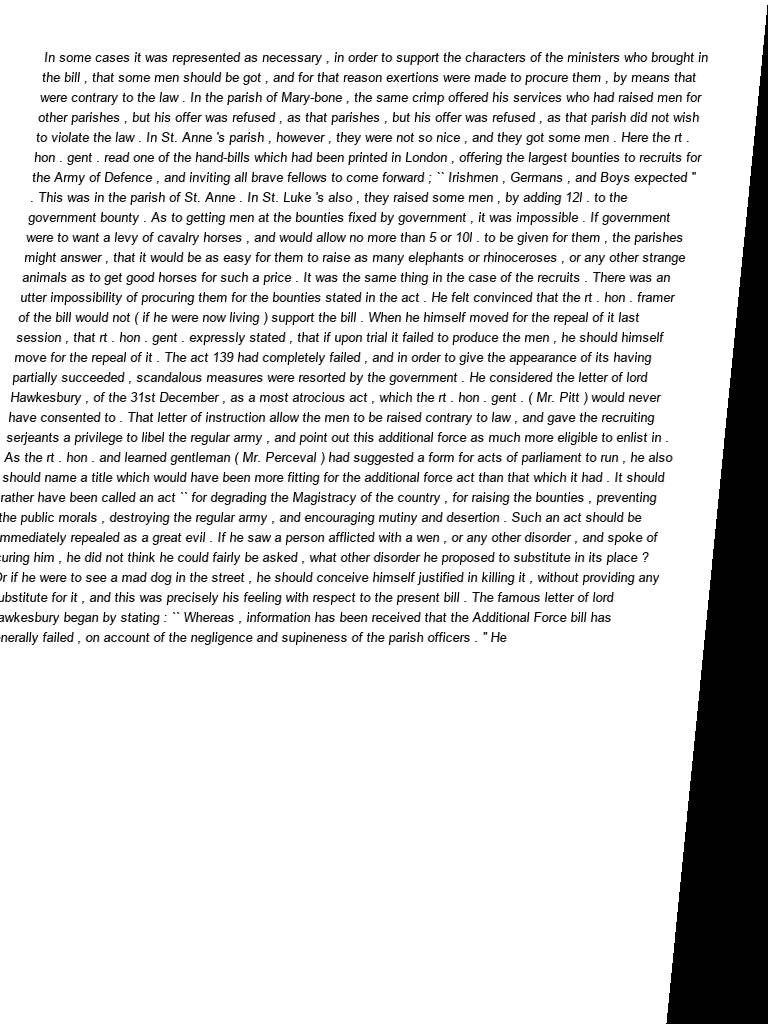 In some cases it was represented as necessary , in order to support the characters of the ministers who brought in
the bill , that some men should be got , and for that reason exertions were made to procure them , by means that
were contrary to the law . In the parish of Mary-bone , the same crimp offered his services who had raised men for
other parishes , but his offer was refused , as that parishes , but his offer was refused , as that parish did not wish
to violate the law . In St. Anne 's parish , however , they were not so nice , and they got some men . Here the rt .
hon . gent . read one of the hand-bills which had been printed in London , offering the largest bounties to recruits for
the Army of Defence , and inviting all brave fellows to come forward ; `` Irishmen , Germans , and Boys expected "
. This was in the parish of St. Anne . In St. Luke 's also , they raised some men , by adding 12l . to the
government bounty . As to getting men at the bounties fixed by government , it was impossible . If government
were to want a levy of cavalry horses , and would allow no more than 5 or 10l . to be given for them , the parishes
might answer , that it would be as easy for them to raise as many elephants or rhinoceroses , or any other strange
animals as to get good horses for such a price . It was the same thing in the case of the recruits . There was an
utter impossibility of procuring them for the bounties stated in the act . He felt convinced that the rt . hon . framer
of the bill would not ( if he were now living ) support the bill . When he himself moved for the repeal of it last
session , that rt . hon . gent . expressly stated , that if upon trial it failed to produce the men , he should himself
move for the repeal of it . The act 139 had completely failed , and in order to give the appearance of its having
partially succeeded , scandalous measures were resorted by the government . He considered the letter of lord
Hawkesbury , of the 31st December , as a most atrocious act , which the rt . hon . gent . ( Mr. Pitt ) would never
have consented to . That letter of instruction allow the men to be raised contrary to law , and gave the recruiting
serjeants a privilege to libel the regular army , and point out this additional force as much more eligible to enlist in .
As the rt . hon . and learned gentleman ( Mr. Perceval ) had suggested a form for acts of parliament to run , he also
should name a title which would have been more fitting for the additional force act than that which it had . It should
rather have been called an act `` for degrading the Magistracy of the country , for raising the bounties , preventing
the public morals , destroying the regular army , and encouraging mutiny and desertion . Such an act should be
mmediately repealed as a great evil . If he saw a person afflicted with a wen , or any other disorder , and spoke of
curing him , he did not think he could fairly be asked , what other disorder he proposed to substitute in its place ?
Or if he were to see a mad dog in the street , he should conceive himself justified in killing it , without providing any
ubstitute for it , and this was precisely his feeling with respect to the present bill . The famous letter of lord
awkesbury began by stating : `` Whereas , information has been received that the Additional Force bill has
nerally failed , on account of the negligence and supineness of the parish officers . " He